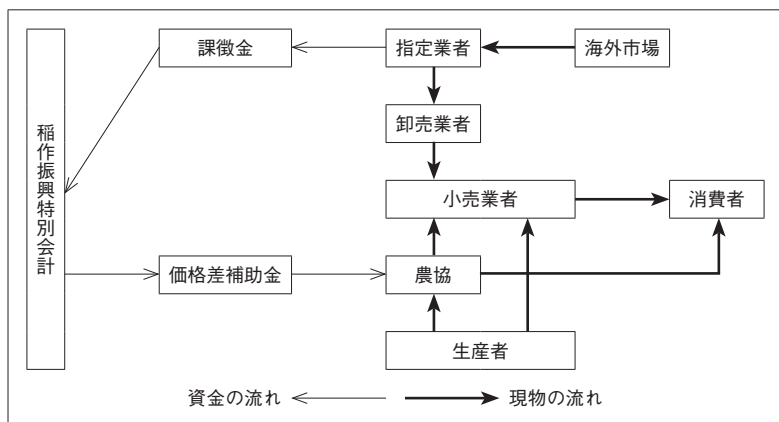 課徴金
指定業者
海外市場
卸売業者
稲作振興特別会計
小売業者
消費者
価格差補助金
農協
生産者
資金の流れ
現物の流れ